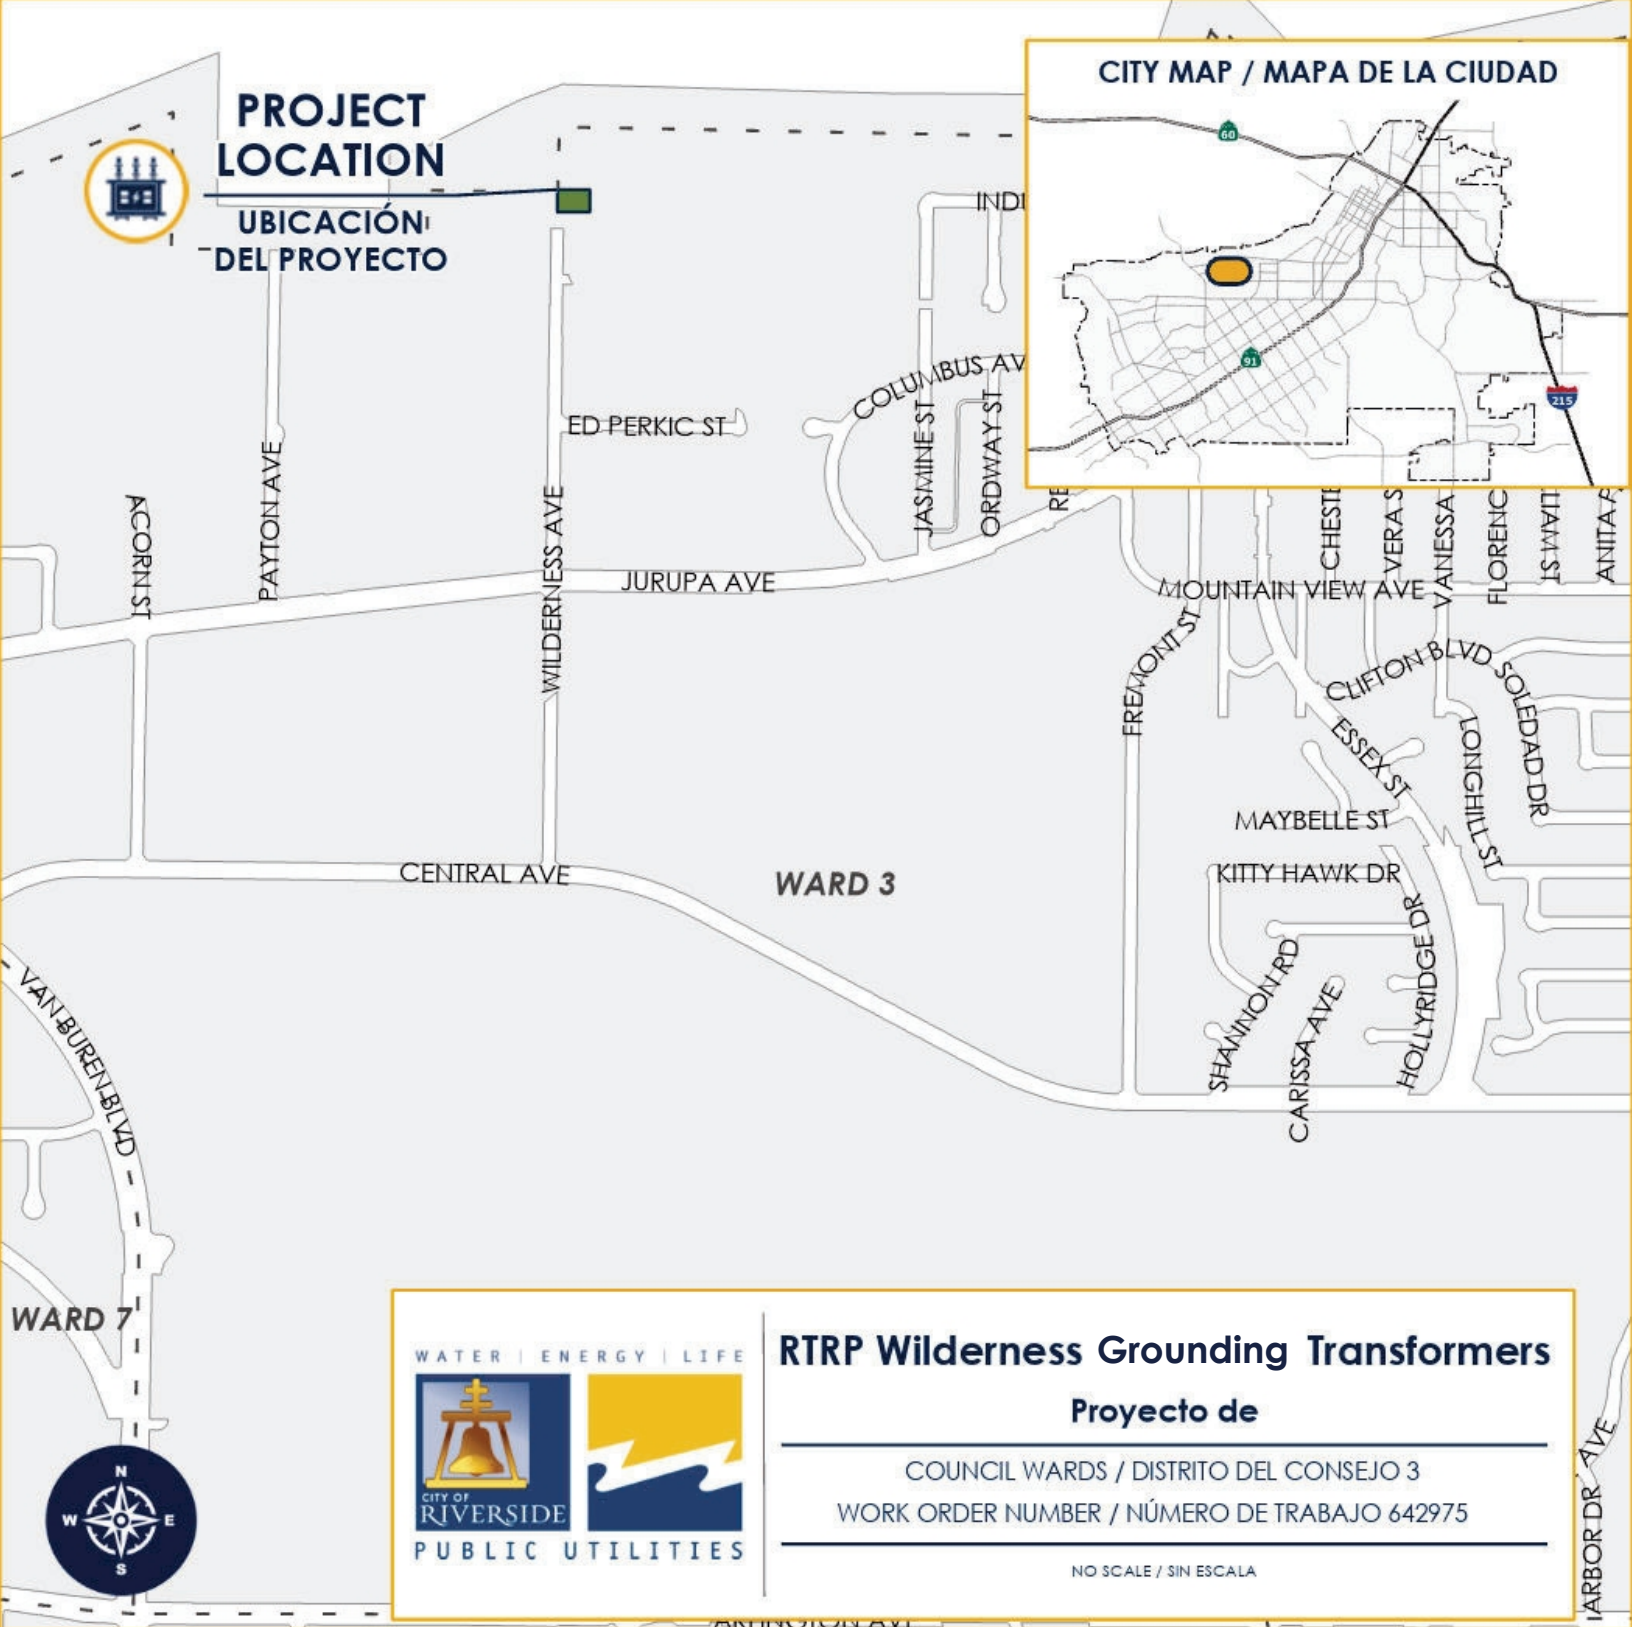 PROJECT
LOCATION
UBICACIÓN
DEL PROYECTO
CITY MAP / MAPA DE LA CIUDAD
60
91
215
COLUMBUS AV
ED PERKIC ST
JASMINE ST
ORDWAY ST
ACORN ST
PAYTON AVE
WILDERNESS AVE
JURUPA AVE
MOUNTAIN VIEW AVE
FREMONT ST
CLIFTON BLVD
SOLEDAD DR
ESSEX ST
LONGHILL ST
VANESSA
MAYBELLE ST
KITTY HAWK DR
CENTRAL AVE
WARD 3
HOLLYRIDGE DR
SHANNON RD
CARISSA AVE
VAN BUREN BLVD
WARD 7
ARBOR DR
AVE
N
W
E
S
WATER | ENERGY | LIFE
CITY OF
RIVERSIDE
PUBLIC UTILITIES
RTRP Wilderness Grounding Transformers
Proyecto de
COUNCIL WARDS / DISTRITO DEL CONSEJO 3
WORK ORDER NUMBER / NÚMERO DE TRABAJO 642975
NO SCALE / SIN ESCALA